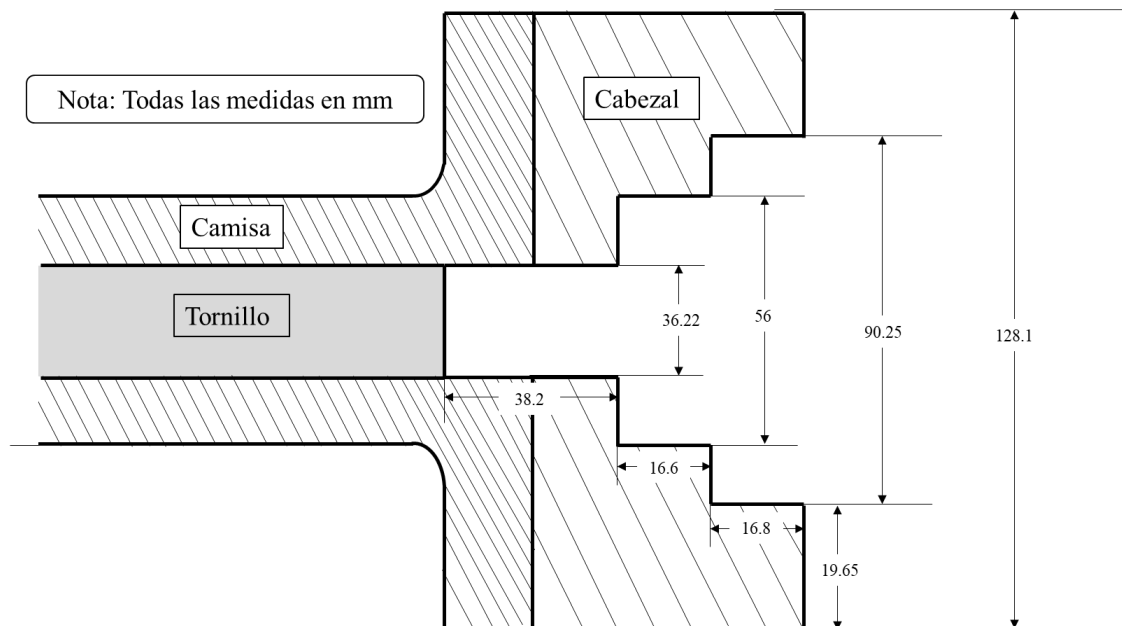 Nota: Todas las medidas en mm
Cabezal
Camisa
Tornillo
36.22
56
90.25
128.1
38.2
16.6
16.8
19.65